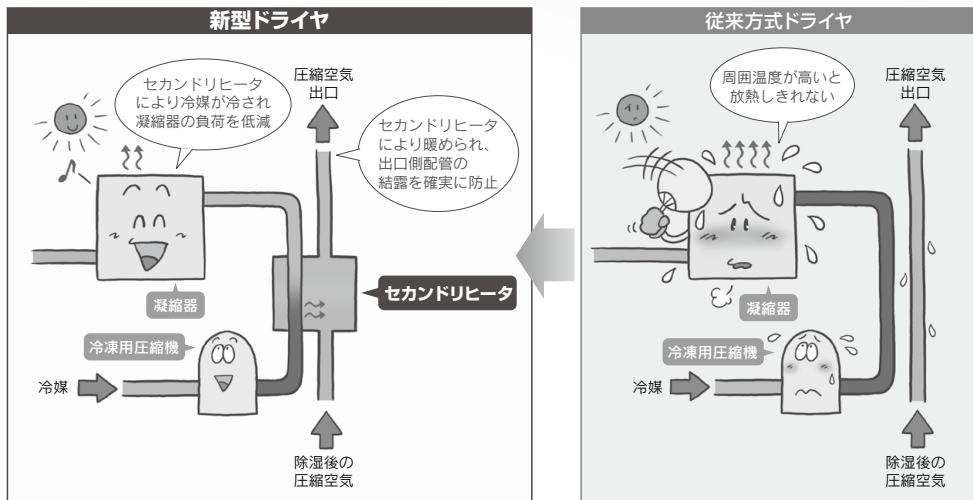 新型ドライヤ
セカンドリヒータ
により冷媒が冷され
凝縮器の負荷を低減
圧縮空気
出口
セカンドリヒータ
により暖められ、
出口側配管の
結露を確実に防止
凝縮器
セカンドリヒータ
冷凍用圧縮機
冷媒
除湿後の
圧縮空気
従来方式ドライヤ
周囲温度が高いと
放熱しきれない
圧縮空気
出口
凝縮器
冷凍用圧縮機
冷媒
除湿後の
圧縮空気